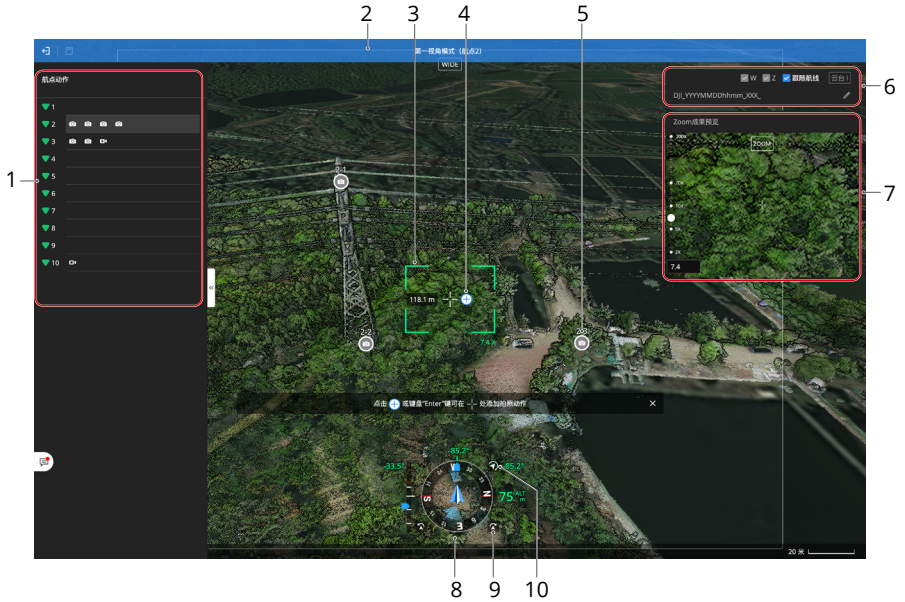 2 3 4 5
第一视角模式（航点2）
WIDE
航点动作
1
2
3
4
5
6
7
8
9
10
1
W Z 跟随航线 云台
DJI_YYYYMMDDhhmm_XXX_
6
Zoom成果预览
ZOOM
200x
10x
5x
2X
7.4
7
2-1
118.1 m
7.4 X
2-2
2-3
点击 或键盘"Enter"键可在 处添加拍照动作
-85.2°
-33.5° -85.2°
W
S N
E
75 ALT m
20 米
8 9 10